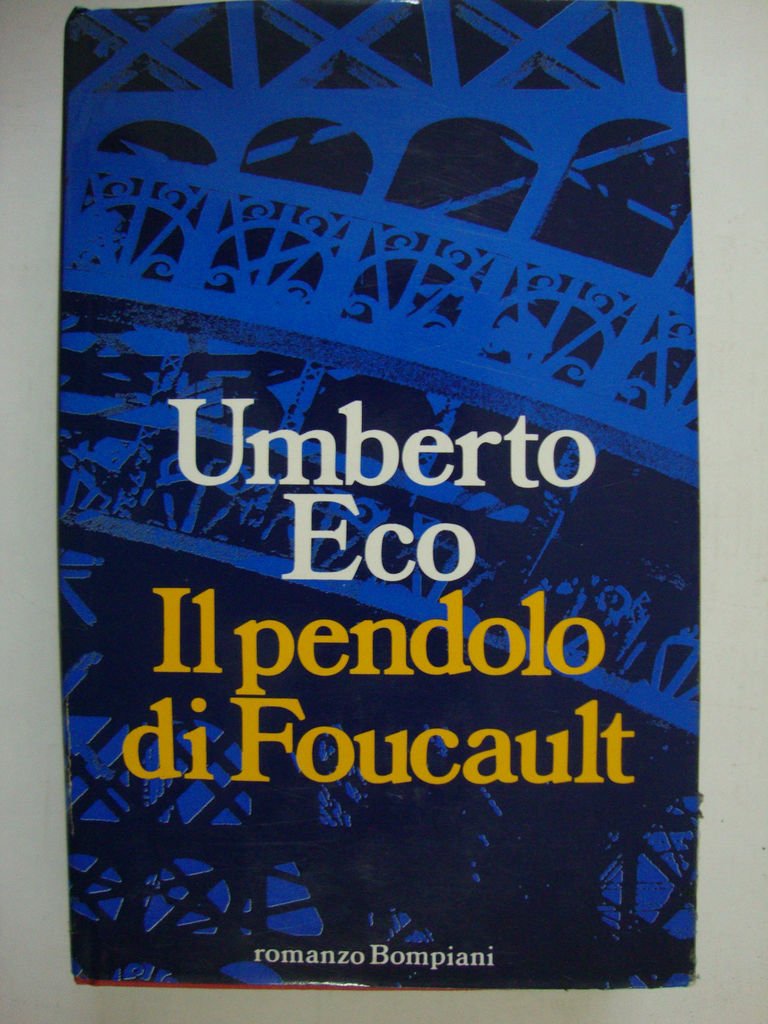 Umberto
Eco
Il pendolo
di Foucault
romanzo Bompiani